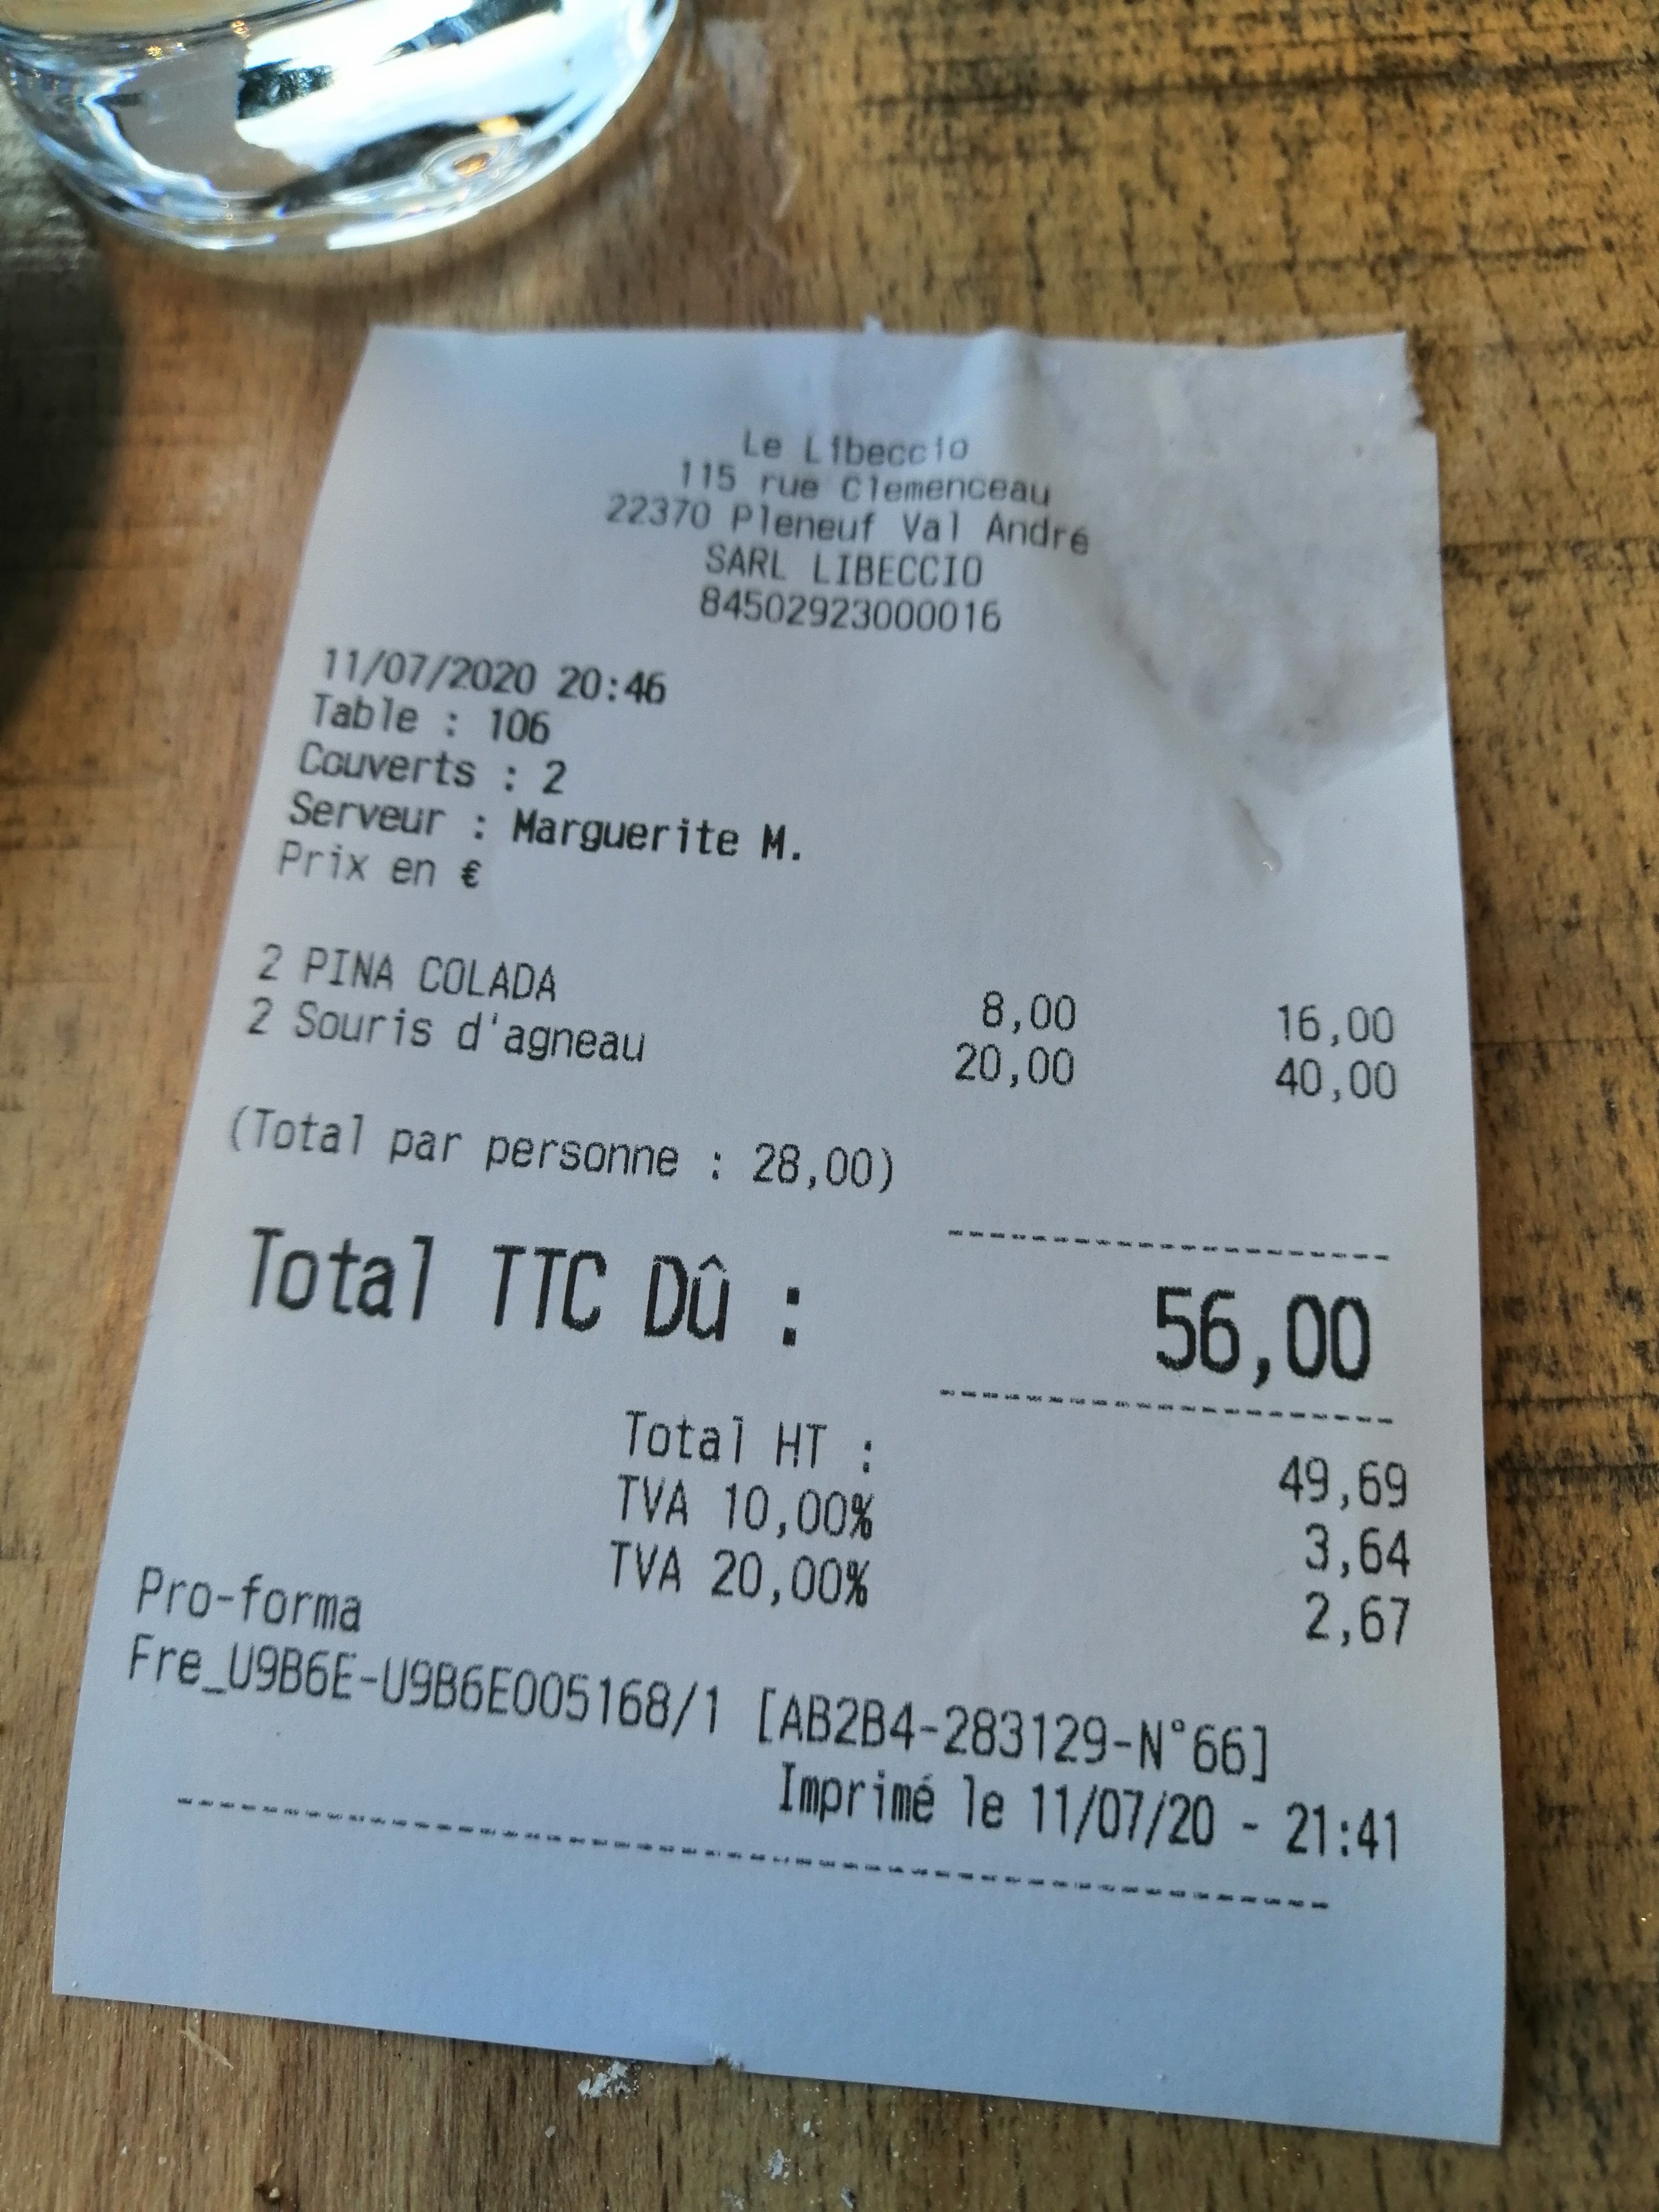 Le Libeccio
115 rue Clemenceau
22370 Pleneuf Val André
SARL LIBECCIO
84502923000016
11/07/2020 20:46
Table : 106
Couverts : 2
Serveur : Marguerite M.
Prix en €
2 PINA COLADA 8,00 16,00
2 Souris d'agneau 20,00 40,00
(Total par personne : 28,00)
Total TTC Dû : 56,00
Total HT : 49,69
TVA 10,00% 3,64
TVA 20,00% 2,67
Pro-forma
Fre_U9B6E-U9B6E005168/1 [AB2B4-283129-N°66]
Imprimé le 11/07/20 - 21:41